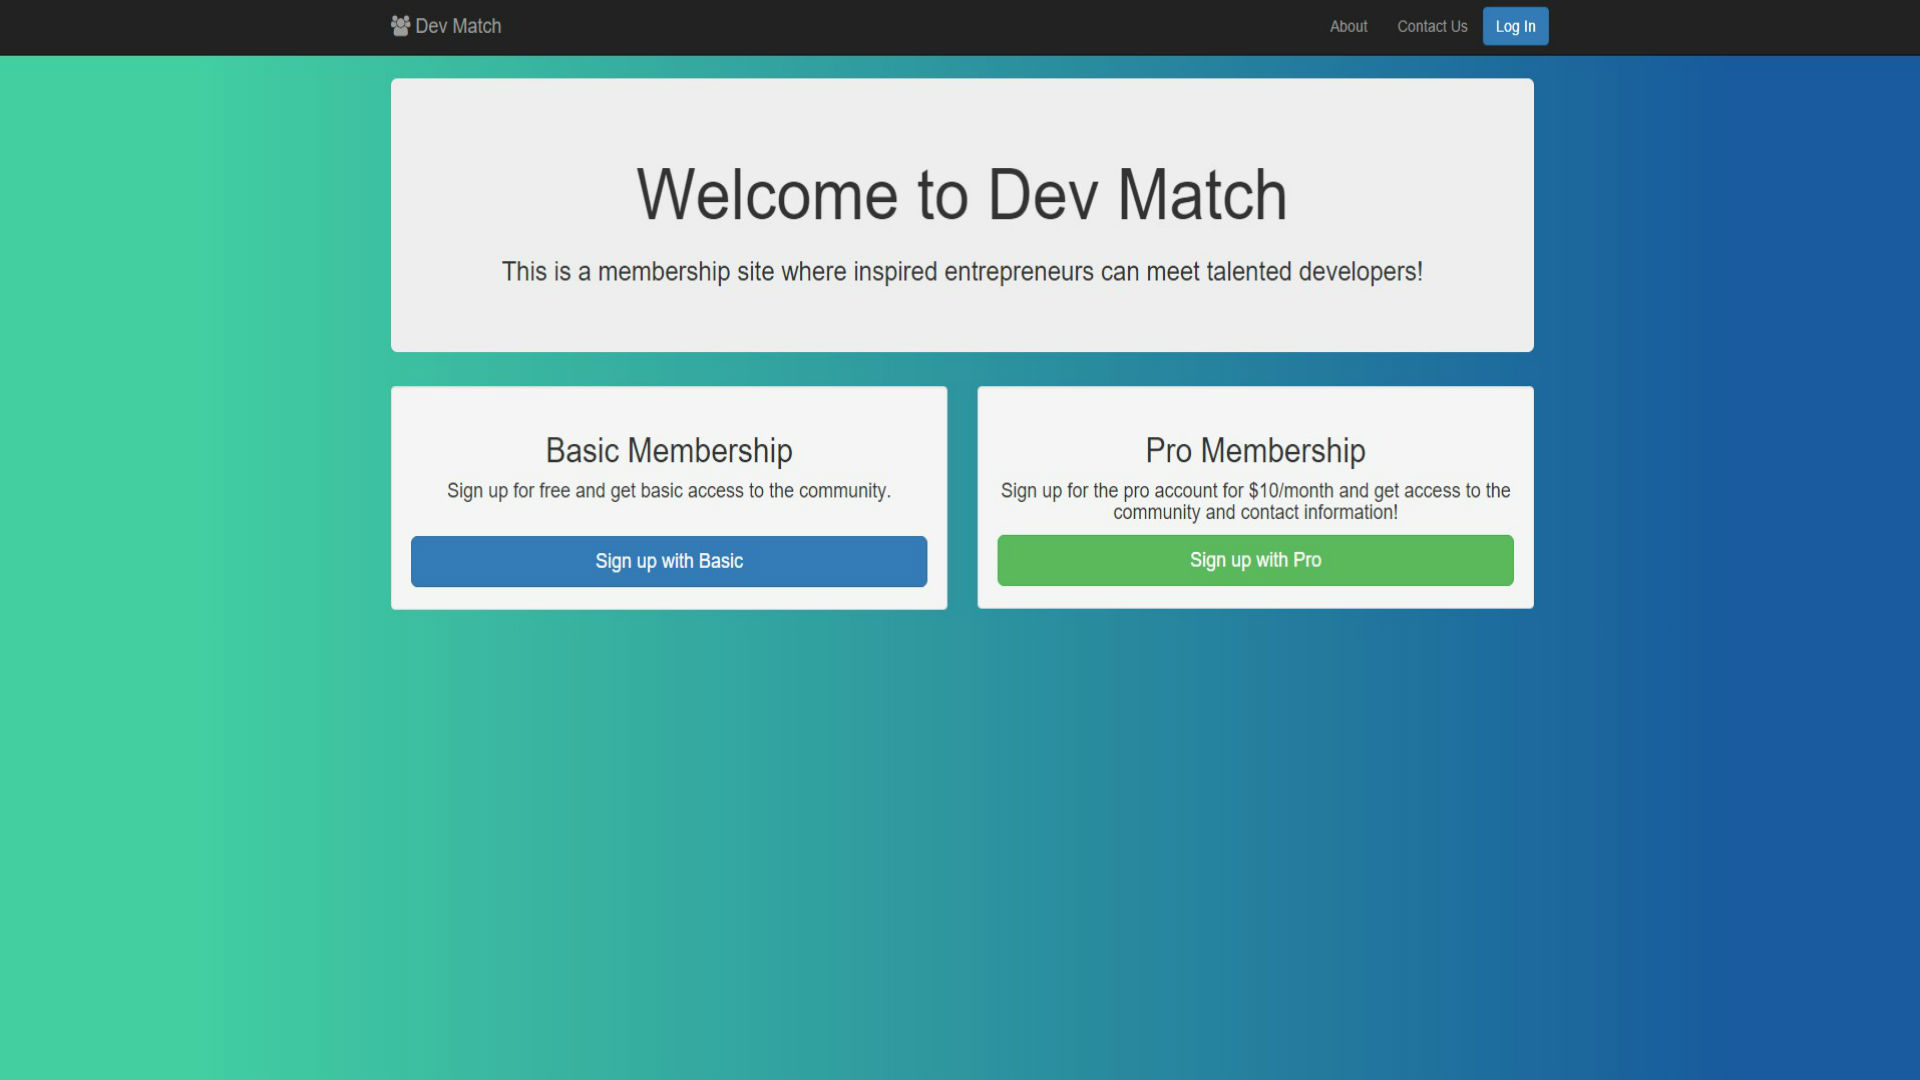 Dev Match
About
Contact Us
Log In
Welcome to Dev Match
This is a membership site where inspired entrepreneurs can meet talented developers!
Basic Membership
Sign up for free and get basic access to the community.
Sign up with Basic
Pro Membership
Sign up for the pro account for $10/month and get access to the
community and contact information!
Sign up with Pro